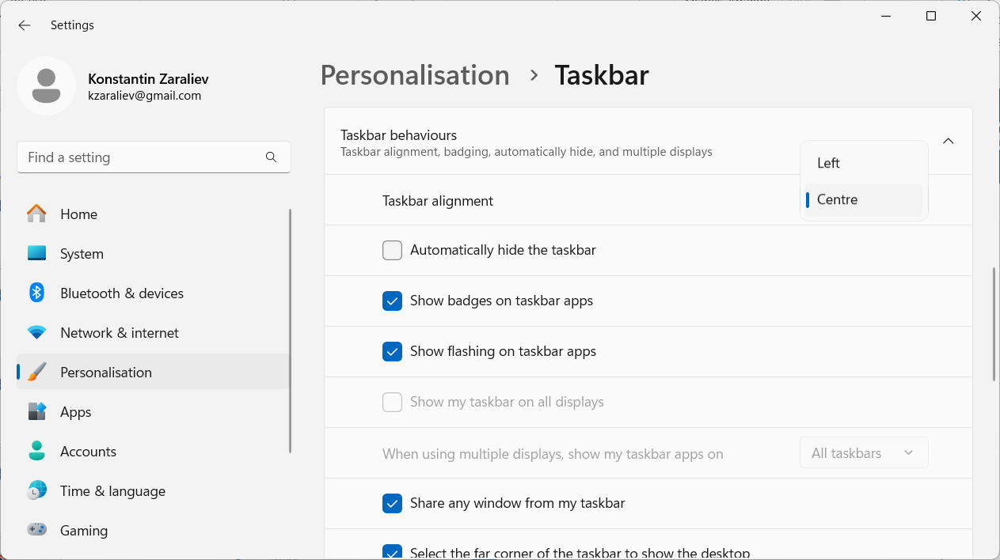 Settings
Konstantin Zaraliev
kzaraliev@gmail.com
Find a setting
Home
System
Bluetooth & devices
Network & internet
Personalisation
Apps
Accounts
Time & language
Gaming
Personalisation > Taskbar
Taskbar behaviours
Taskbar alignment, badging, automatically hide, and multiple displays
Left
Taskbar alignment
Centre
Automatically hide the taskbar
Show badges on taskbar apps
Show flashing on taskbar apps
Show my taskbar on all displays
When using multiple displays, show my taskbar apps on
All taskbars
Share any window from my taskbar
Select the far corner of the taskbar to show the desktop